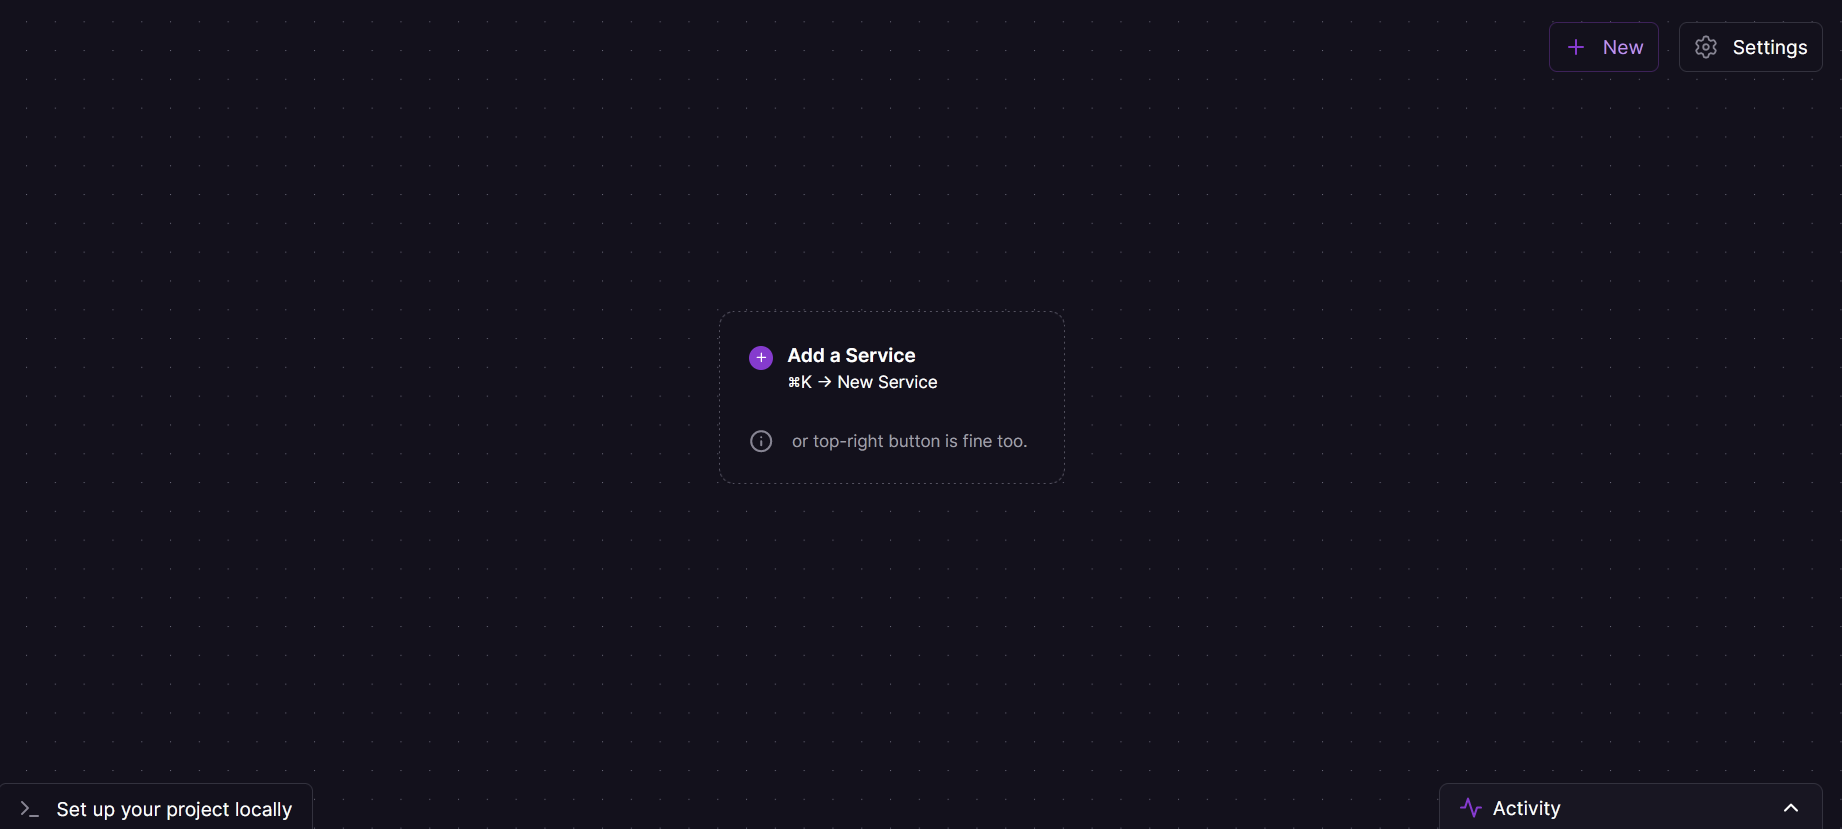 New
Settings
Add a Service
⌘K → New Service
or top-right button is fine too.
Set up your project locally
Activity